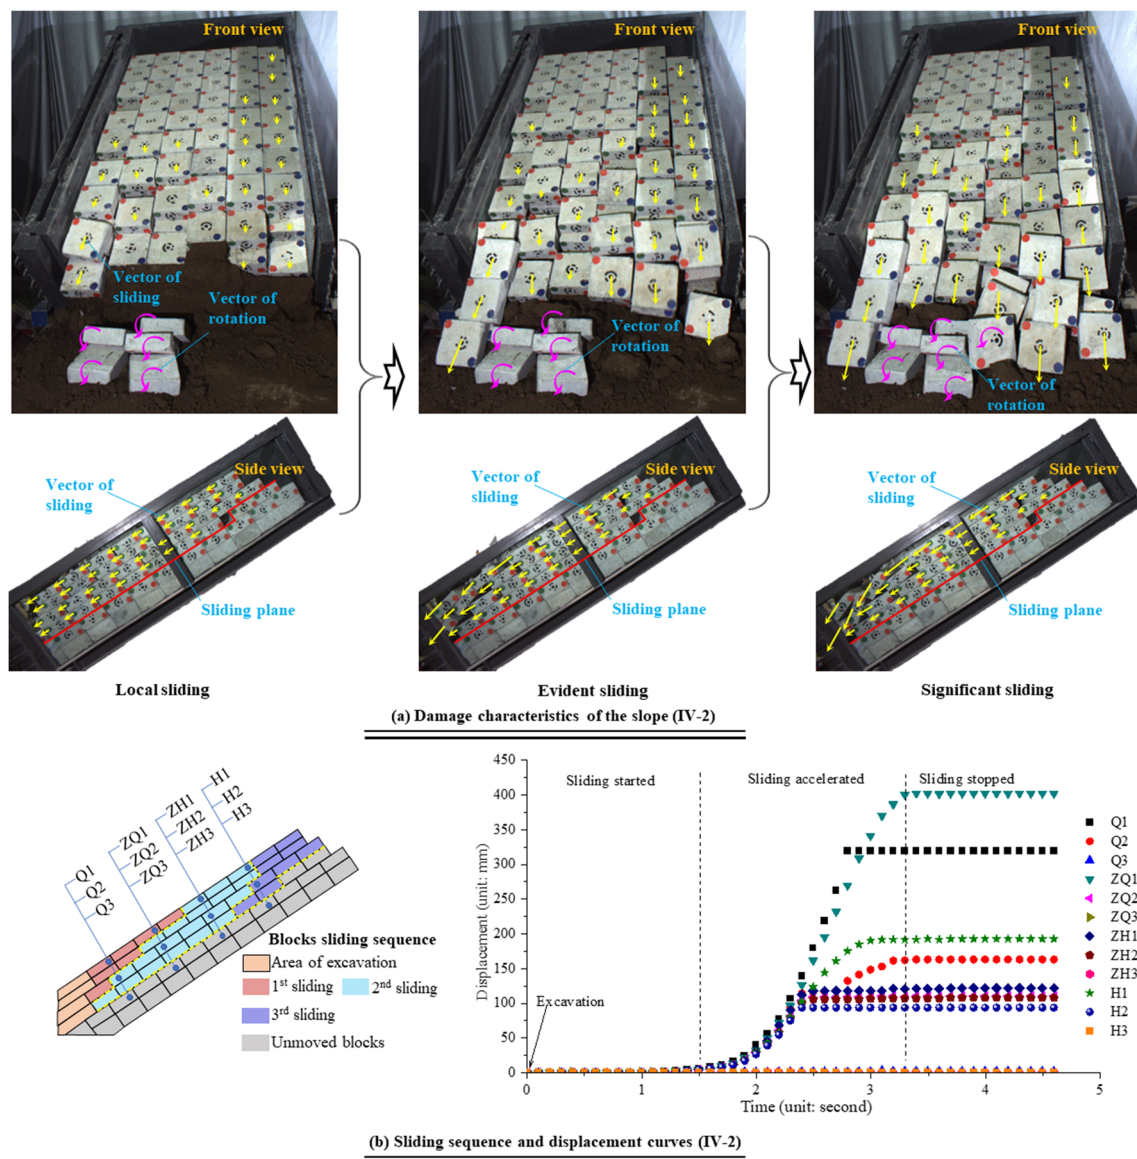 Front view
Front view
Front view
Vector of
sliding
Vector of
rotation
Vector of
rotation
Vector of
rotation
Side view
Vector of
sliding
Sliding plane
Side view
Vector of
sliding
Sliding plane
Side view
Vector of
sliding
Sliding plane
Local sliding
Evident sliding
Significant sliding
(a) Damage characteristics of the slope (IV-2)
H1
H2
H3
ZH1
ZH2
ZH3
ZQ1
ZQ2
ZQ3
Q1
Q2
Q3
Blocks sliding sequence
Area of excavation
1st sliding
2nd sliding
3rd sliding
Unmoved blocks
Displacement (unit: mm)
450
400
350
300
250
200
150
100
50
0
Sliding started
Sliding accelerated
Sliding stopped
Excavation
0
1
2
3
4
5
Time (unit: second)
Q1
Q2
Q3
ZQ1
ZQ2
ZQ3
ZH1
ZH2
ZH3
H1
H2
H3
(b) Sliding sequence and displacement curves (IV-2)